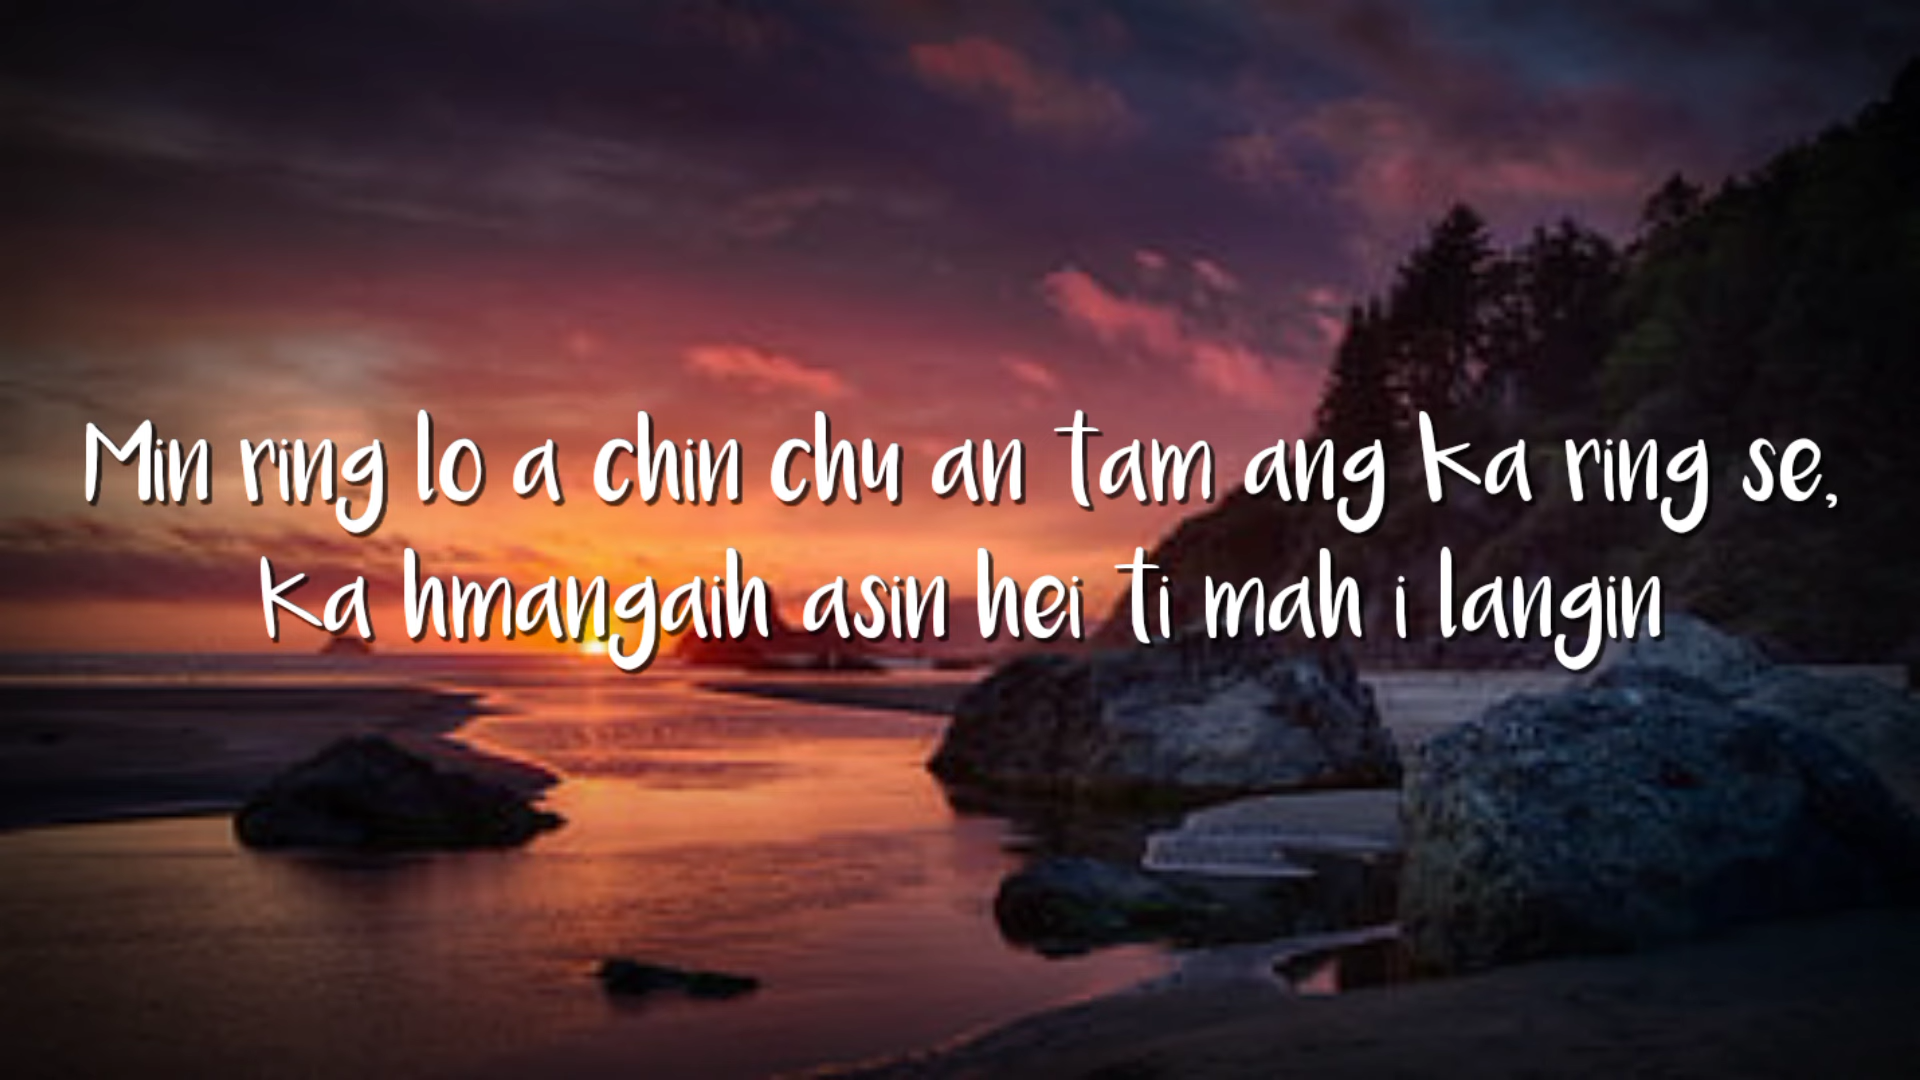 Min ring lo a chin chu an tam ang ka ring se,
ka hmangaih asin hei ti mah i langin